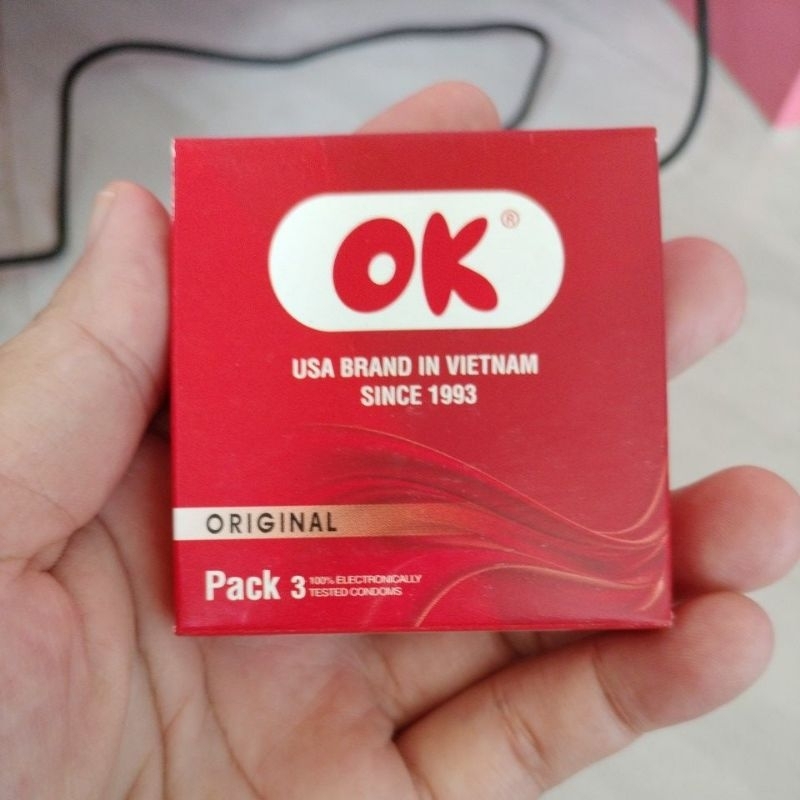 OK®
USA BRAND IN VIETNAM
SINCE 1993
ORIGINAL
Pack 3 100% ELECTRONICALLY
TESTED CONDOMS